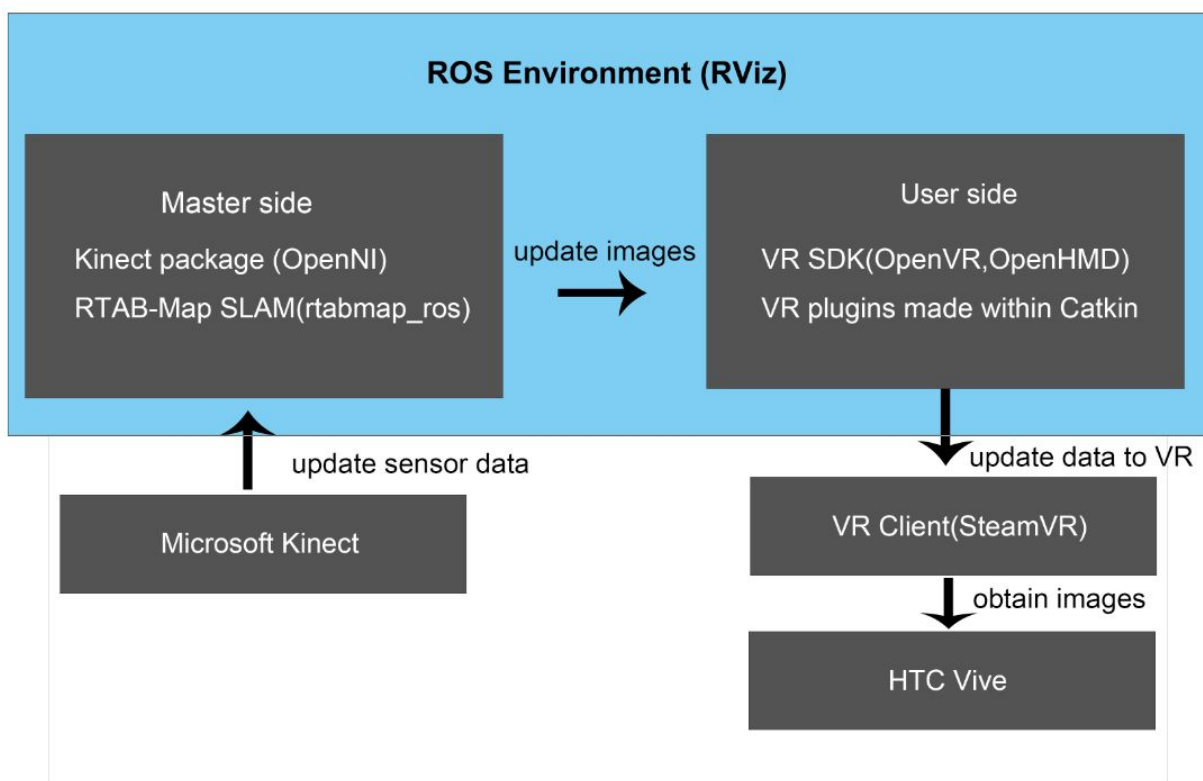 ROS Environment (RViz)
Master side
Kinect package (OpenNI)
RTAB-Map SLAM(rtabmap_ros)
update images
User side
VR SDK(OpenVR,OpenHMD)
VR plugins made within Catkin
update sensor data
Microsoft Kinect
update data to VR
VR Client(SteamVR)
obtain images
HTC Vive